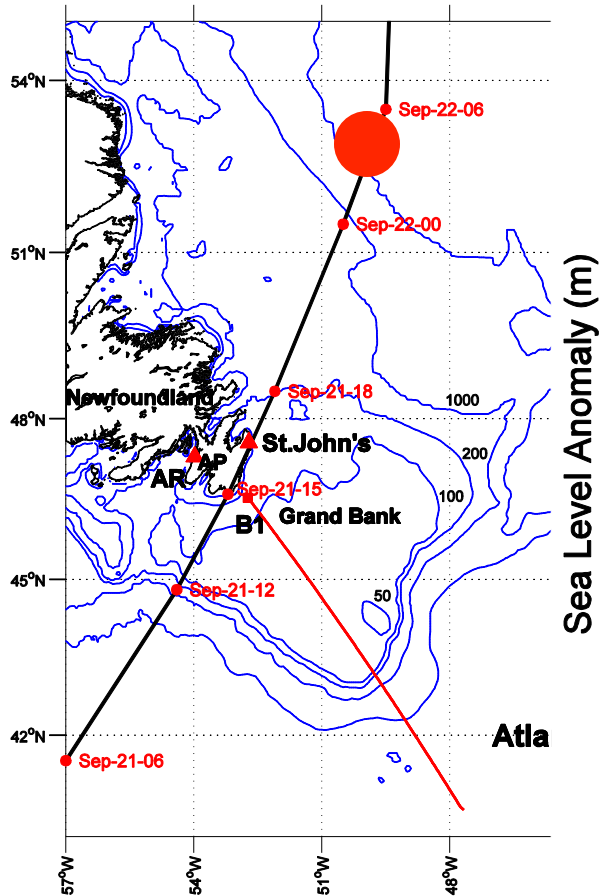 54°N
Sep-22-06
Sep-22-00
51°N
Sep-21-18
Newfoundland
1000
48°N
St.John's
200
AP
AR
Sep-21-15
100
Grand Bank
B1
45°N
Sep-21-12
50
42°N
Atla
Sep-21-06
57°W
54°W
51°W
48°W
Sea Level Anomaly (m)